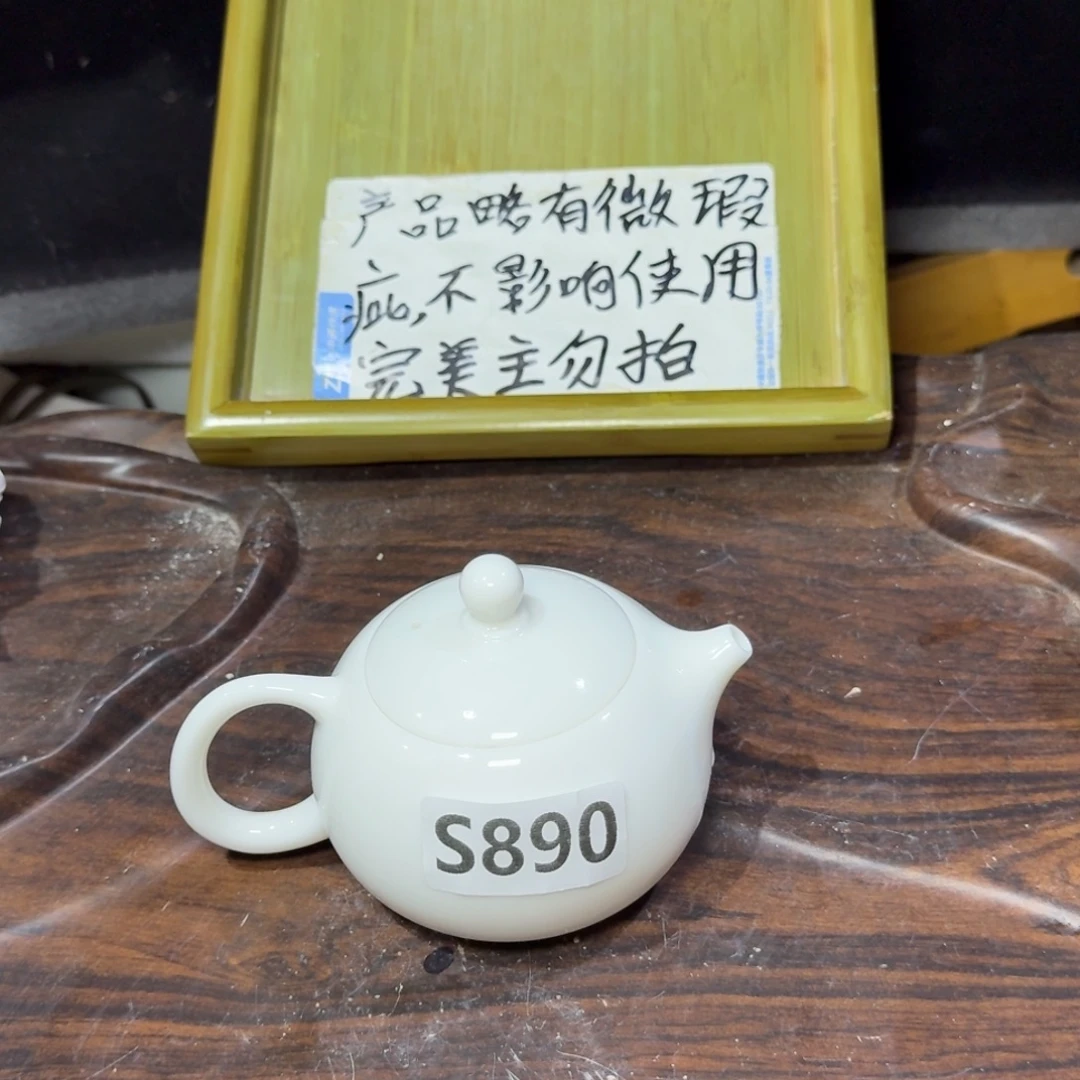 产品略有微瑕
疵,不影响使用
完美主勿拍
S890